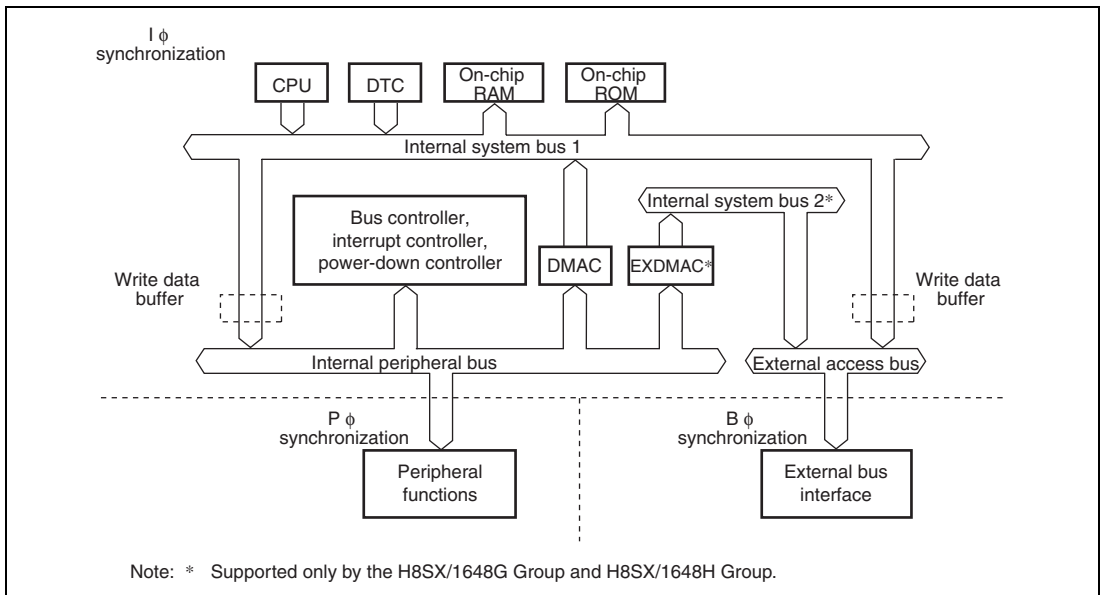 I ϕ
synchronization
CPU
DTC
On-chip
RAM
On-chip
ROM
Internal system bus 1
Internal system bus 2*
Bus controller,
interrupt controller,
power-down controller
DMAC
EXDMAC*
Write data
buffer
Write data
buffer
Internal peripheral bus
External access bus
P ϕ
synchronization
B ϕ
synchronization
Peripheral
functions
External bus
interface
Note: * Supported only by the H8SX/1648G Group and H8SX/1648H Group.